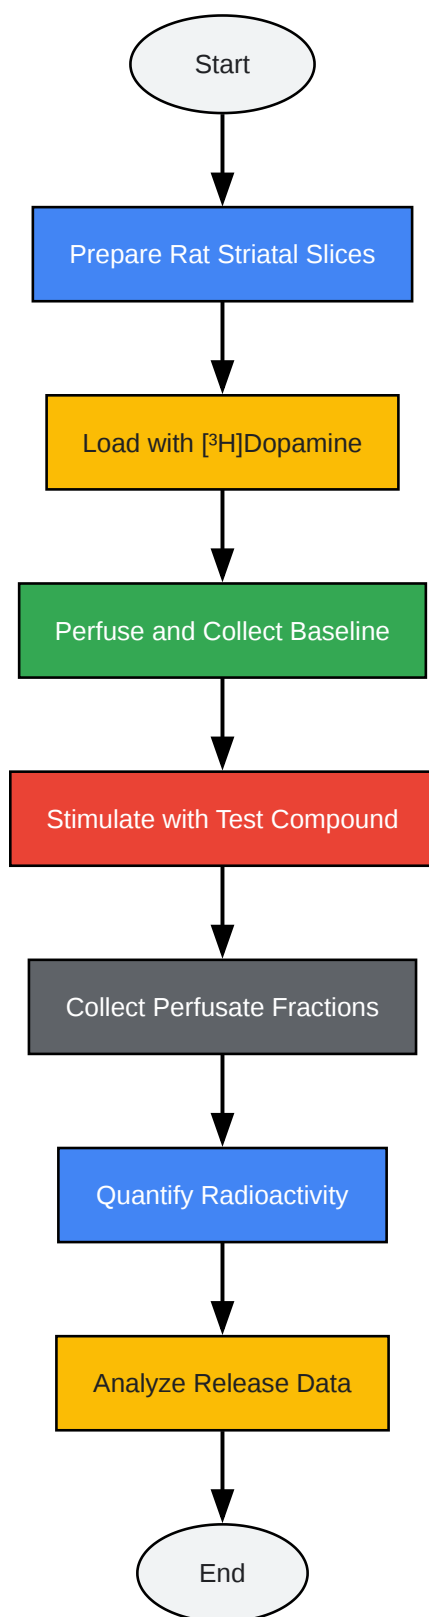 Start
Prepare Rat Striatal Slices
Load with [³H]Dopamine
Perfuse and Collect Baseline
Stimulate with Test Compound
Collect Perfusate Fractions
Quantify Radioactivity
Analyze Release Data
End